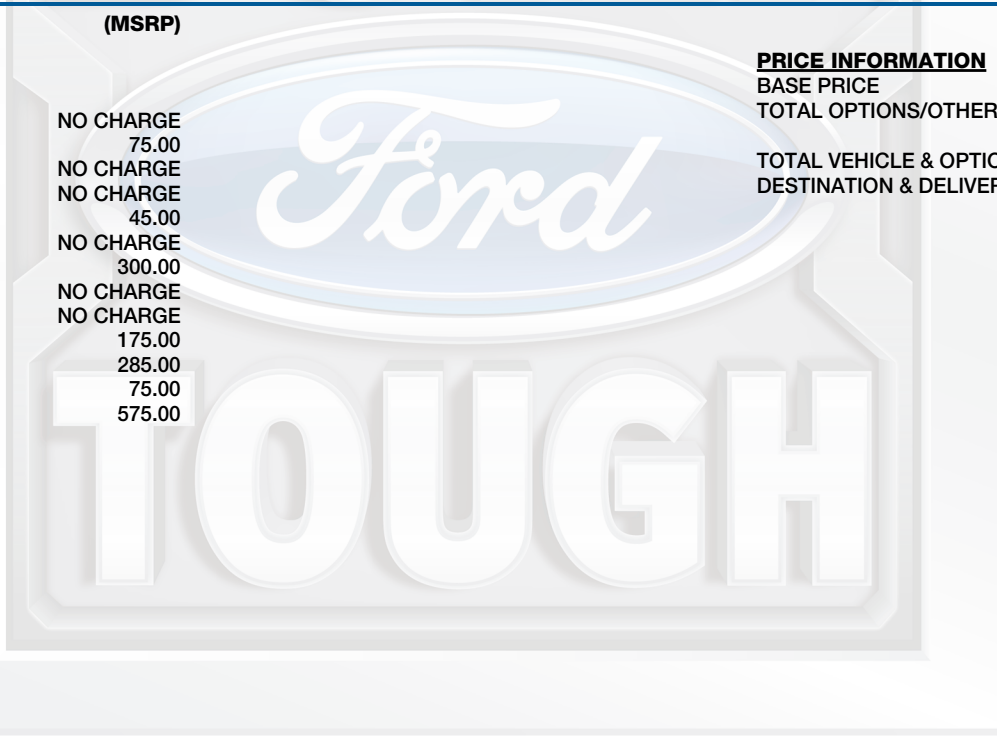 (MSRP)
NO CHARGE
75.00
NO CHARGE
NO CHARGE
45.00
NO CHARGE
300.00
NO CHARGE
NO CHARGE
175.00
285.00
75.00
575.00
PRICE INFORMATION
BASE PRICE
TOTAL OPTIONS/OTHER
TOTAL VEHICLE & OPTIO
DESTINATION & DELIVER
Ford
TOUGH